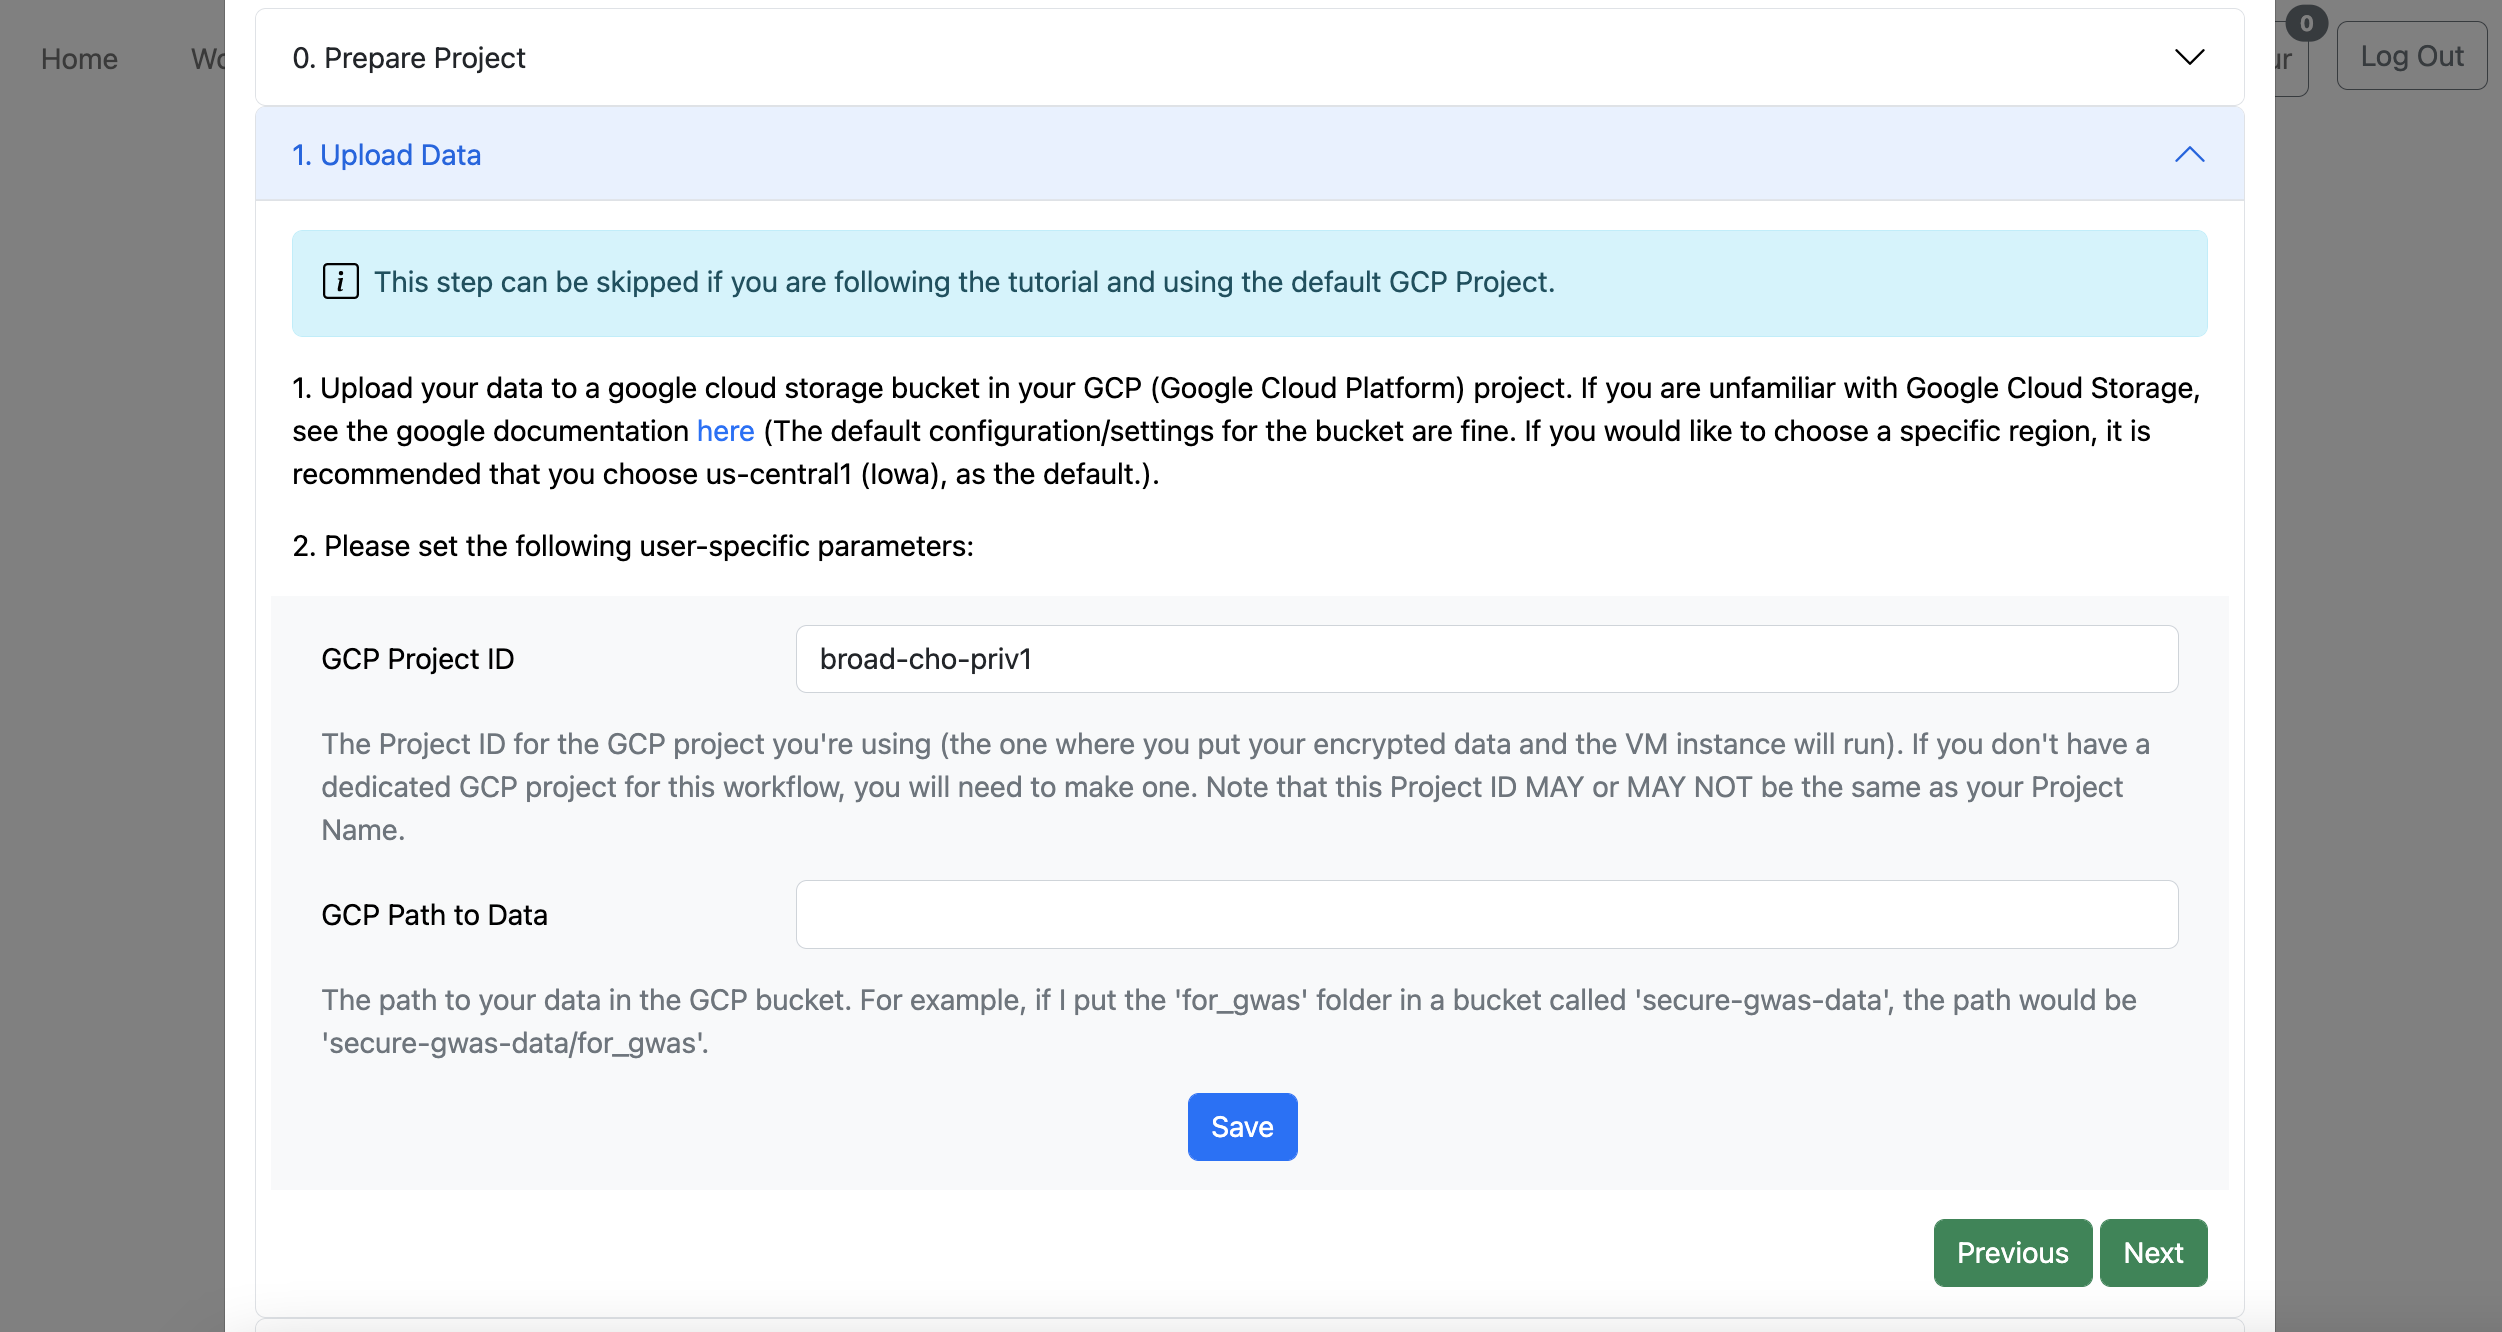 Home
0
Log Out
0. Prepare Project
1. Upload Data
i This step can be skipped if you are following the tutorial and using the default GCP Project.
1. Upload your data to a google cloud storage bucket in your GCP (Google Cloud Platform) project. If you are unfamiliar with Google Cloud Storage,
see the google documentation here (The default configuration/settings for the bucket are fine. If you would like to choose a specific region, it is
recommended that you choose us-central1 (Iowa), as the default.).
2. Please set the following user-specific parameters:
GCP Project ID
broad-cho-priv1
The Project ID for the GCP project you're using (the one where you put your encrypted data and the VM instance will run). If you don't have a
dedicated GCP project for this workflow, you will need to make one. Note that this Project ID MAY or MAY NOT be the same as your Project
Name.
GCP Path to Data
The path to your data in the GCP bucket. For example, if I put the 'for_gwas' folder in a bucket called 'secure-gwas-data', the path would be
'secure-gwas-data/for_gwas'.
Save
Previous
Next